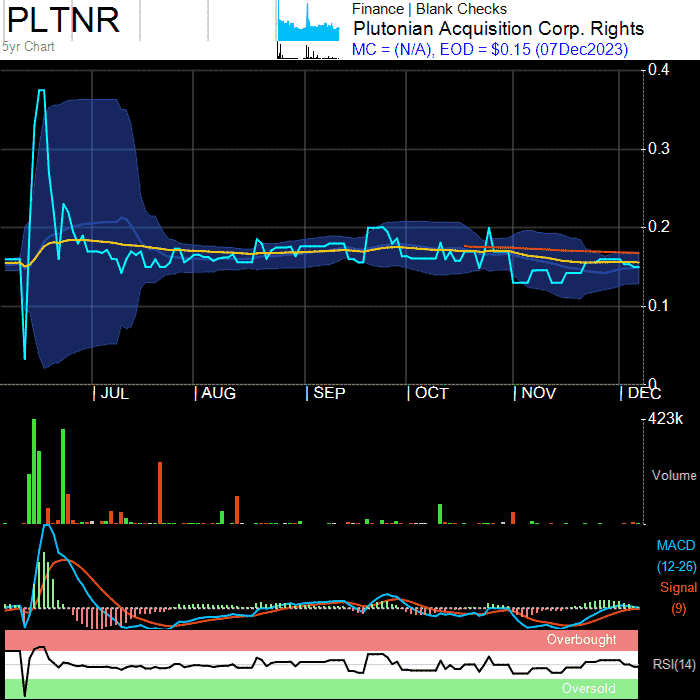 PLTNR
5yr Chart
Finance | Blank Checks
Plutonian Acquisition Corp. Rights
MC = (N/A), EOD = $0.15 (07Dec2023)
0.4
0.3
0.2
0.1
0
| JUL | AUG | SEP | OCT | NOV | DEC
423k
Volume
MACD
(12-26)
Signal
(9)
Overbought
RSI(14)
Oversold